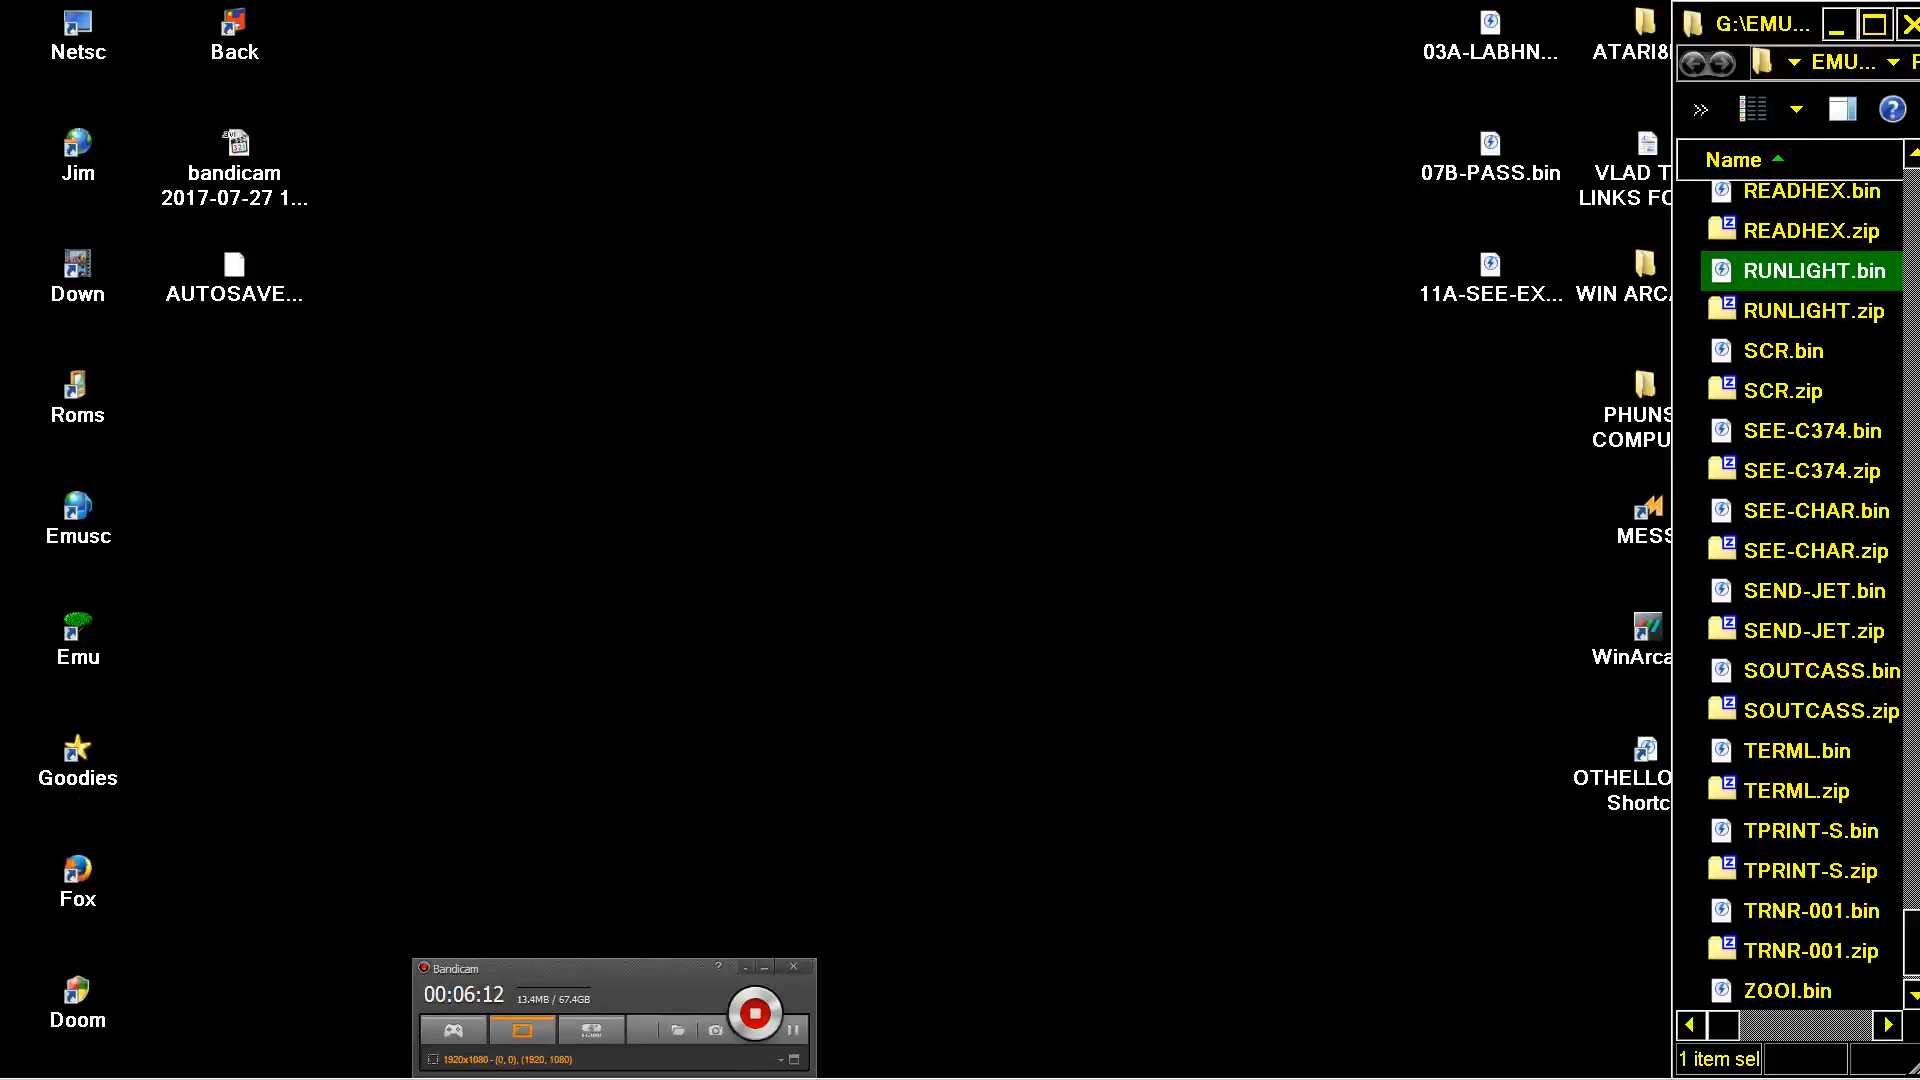 Netsc
Back
Jim
bandicam
2017-07-27 1...
Down
AUTOSAVE...
Roms
Emusc
Emu
Goodies
Fox
Doom
03A-LABHN...
07B-PASS.bin
11A-SEE-EX...
ATARI8
VLAD T
LINKS FO
WIN ARCA
PHUNS
COMPU
MESS
WinArca
OTHELLO
Shortc
G:\EMU...
EMU...
Name
READHEX.bin
READHEX.zip
RUNLIGHT.bin
RUNLIGHT.zip
SCR.bin
SCR.zip
SEE-C374.bin
SEE-C374.zip
SEE-CHAR.bin
SEE-CHAR.zip
SEND-JET.bin
SEND-JET.zip
SOUTCASS.bin
SOUTCASS.zip
TERML.bin
TERML.zip
TPRINT-S.bin
TPRINT-S.zip
TRNR-001.bin
TRNR-001.zip
ZOOI.bin
1 item sel
Bandicam
00:06:12
13.4MB / 67.4GB
1920x1080 - (0, 0), (1920, 1080)